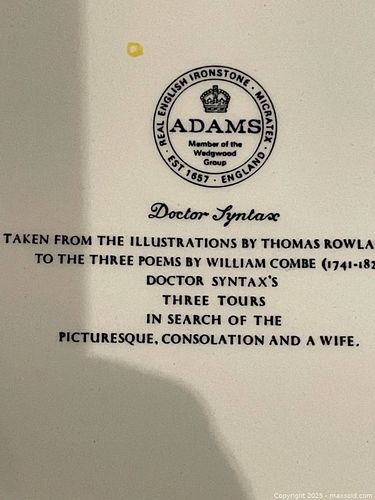 REAL ENGLISH IRONSTONE · MICRATEX
ADAMS
Member of the
Wedgwood
Group
· EST 1657 · ENGLAND ·
Doctor Syntax
TAKEN FROM THE ILLUSTRATIONS BY THOMAS ROWLA
TO THE THREE POEMS BY WILLIAM COMBE (1741-182
DOCTOR SYNTAX'S
THREE TOURS
IN SEARCH OF THE
PICTURESQUE, CONSOLATION AND A WIFE.
Copyright 2025 - maxsold.com